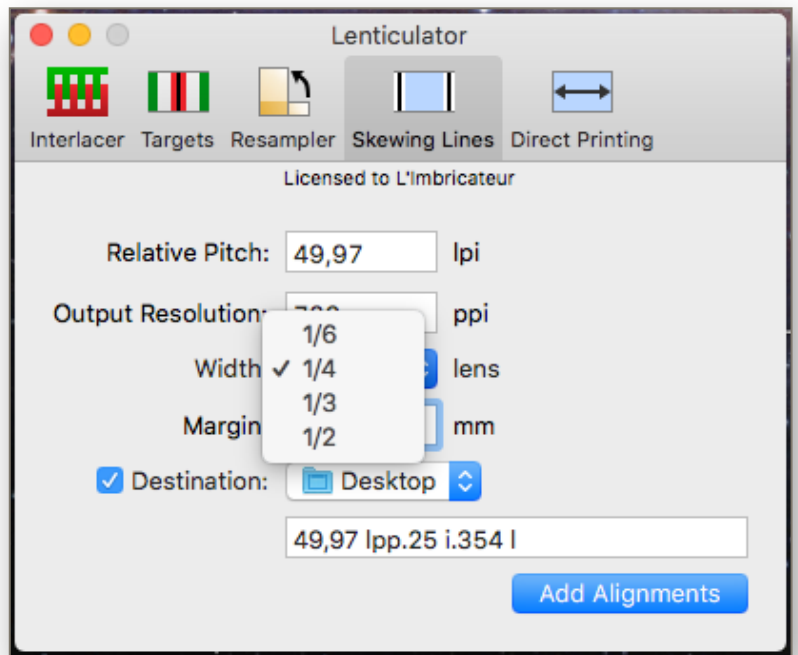 Lenticulator
Interlacer Targets Resampler Skewing Lines Direct Printing
Licensed to L'Imbricateur
Relative Pitch: 49,97 lpi
Output Resolution: ppi
1/6
Width ✓ 1/4 lens
1/3
Margin mm
1/2
Destination: Desktop
49,97 lpp.25 i.354 l
Add Alignments